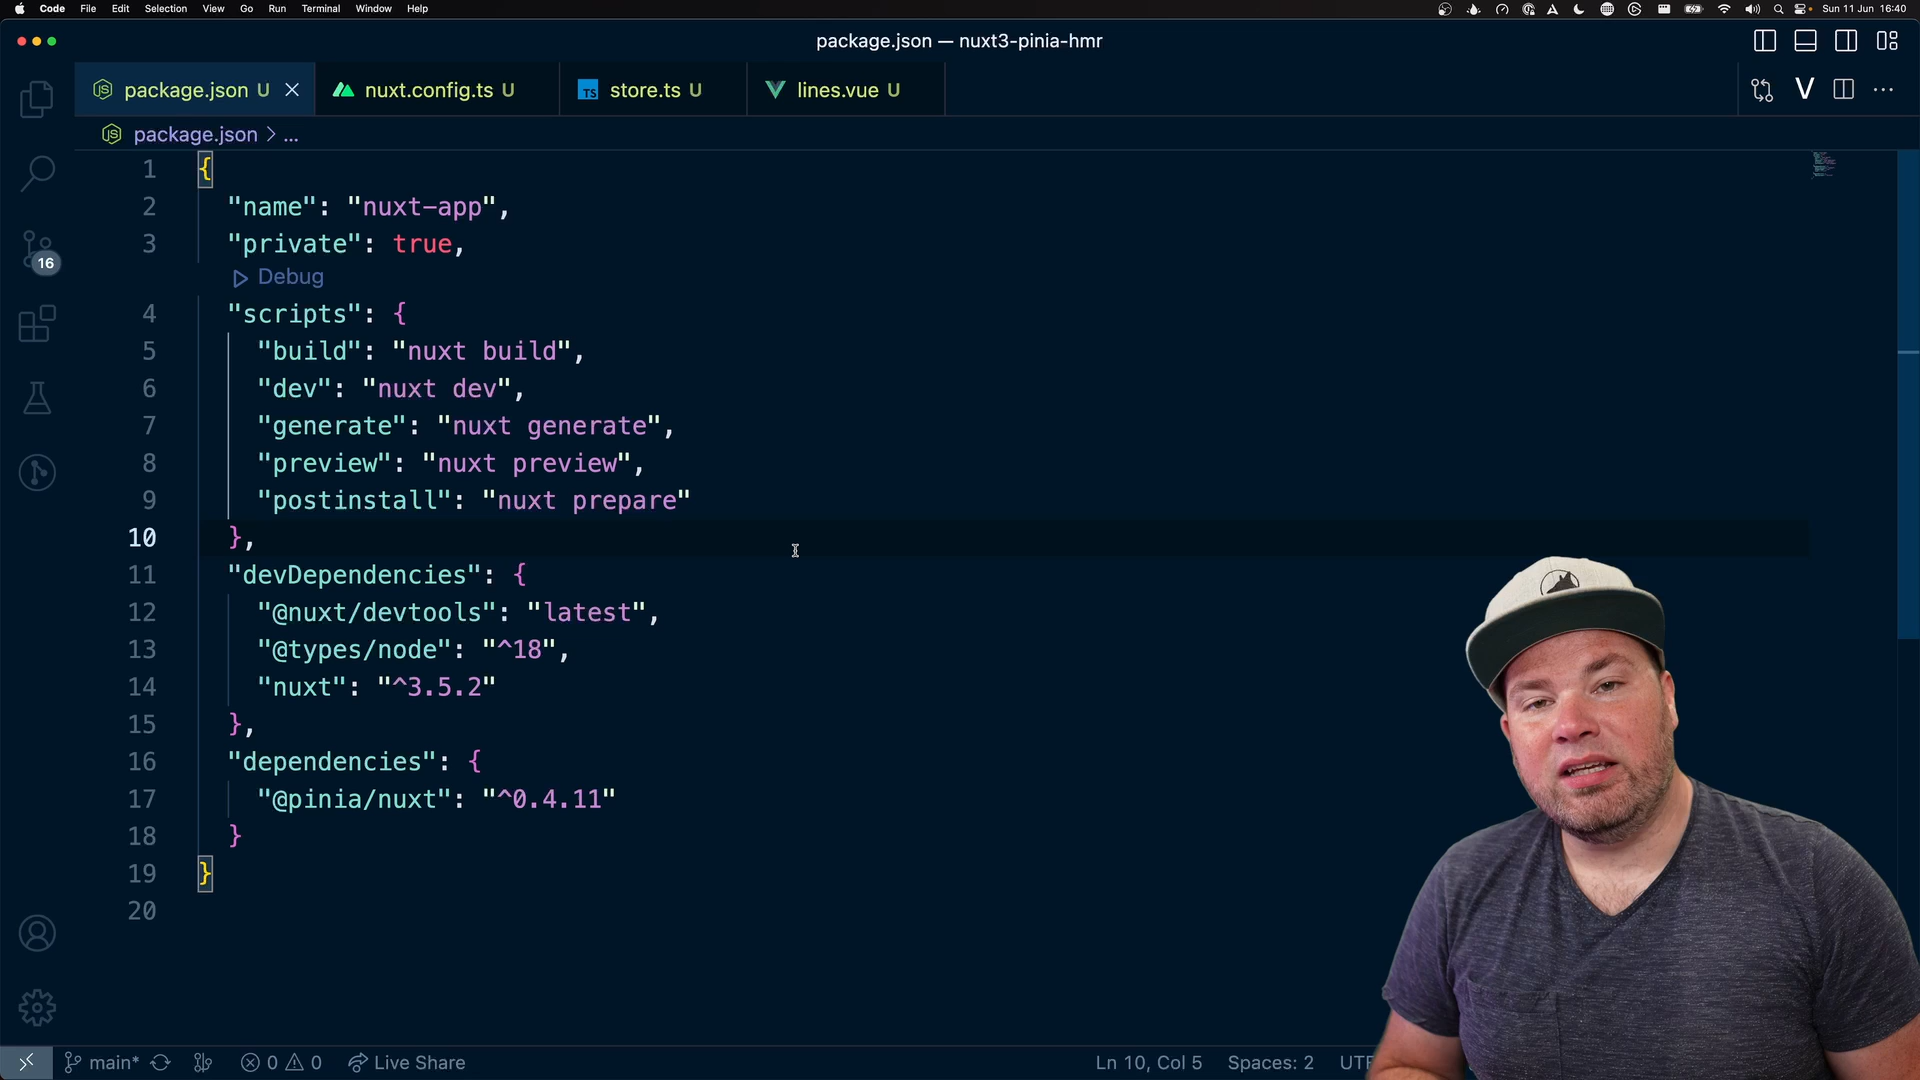 Code File Edit Selection View Go Run Terminal Window Help Sun 11 Jun 16:40
package.json — nuxt3-pinia-hmr
package.json U nuxt.config.ts U TS store.ts U lines.vue U
package.json > ...
1 {
2 "name": "nuxt-app",
3 "private": true,
Debug
4 "scripts": {
5 "build": "nuxt build",
6 "dev": "nuxt dev",
7 "generate": "nuxt generate",
8 "preview": "nuxt preview",
9 "postinstall": "nuxt prepare"
10 },
11 "devDependencies": {
12 "@nuxt/devtools": "latest",
13 "@types/node": "^18",
14 "nuxt": "^3.5.2"
15 },
16 "dependencies": {
17 "@pinia/nuxt": "^0.4.11"
18 }
19 }
20
16
main* 0 0 Live Share Ln 10, Col 5 Spaces: 2 UTF